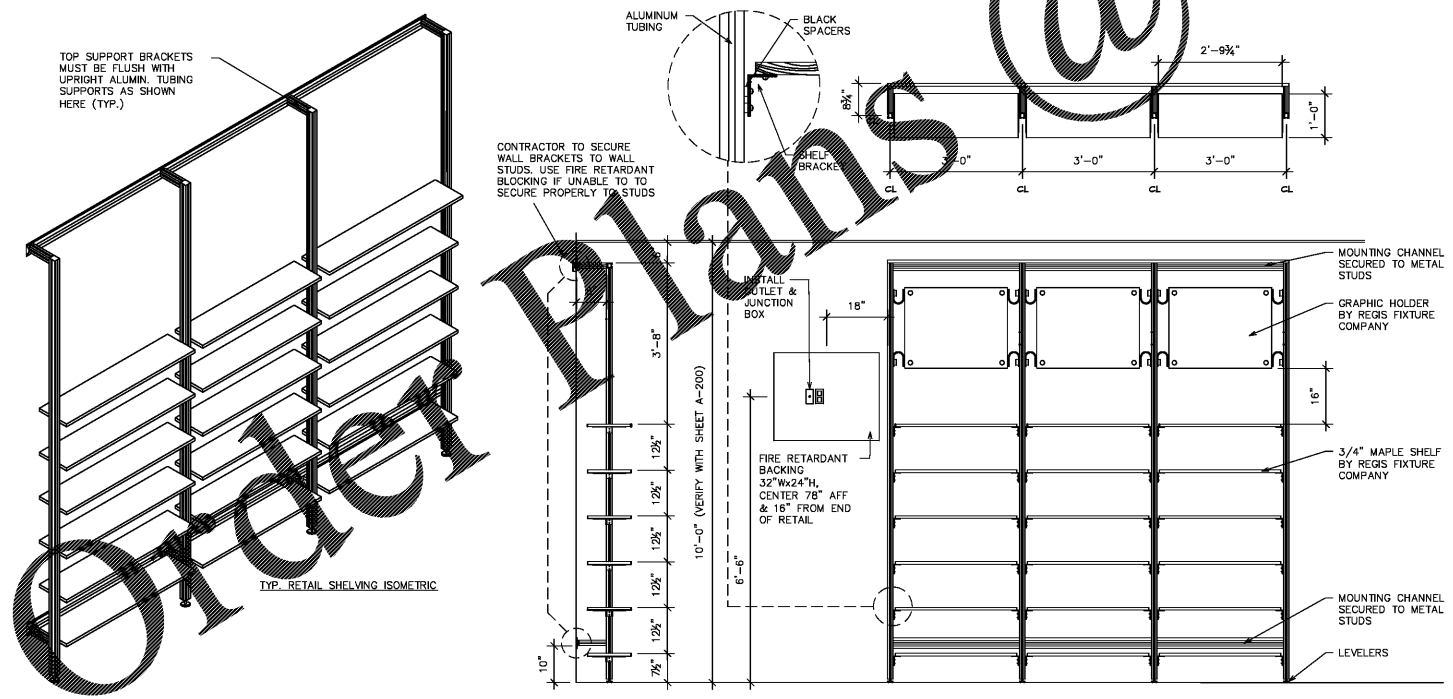 TOP SUPPORT BRACKETS
MUST BE FLUSH WITH
UPRIGHT ALUMIN. TUBING
SUPPORTS AS SHOWN
HERE (TYP.)
TYP. RETAIL SHELVING ISOMETRIC
CONTRACTOR TO SECURE
WALL BRACKETS TO WALL
STUDS. USE FIRE RETARDANT
BLOCKING IF UNABLE TO TO
SECURE PROPERLY TO STUDS
ALUMINUM
TUBING
BLACK
SPACERS
SHELF
BRACKET
2'-9¾"
8¾"
1'-0"
3'-0"
3'-0"
3'-0"
CL
CL
CL
CL
3'-8"
12½"
12½"
12½"
12½"
12½"
7½"
10"
10'-0" (VERIFY WITH SHEET A-200)
6'-6"
INSTALL
OUTLET &
JUNCTION
BOX
18"
FIRE RETARDANT
BACKING
32"Wx24"H,
CENTER 78" AFF
& 16" FROM END
OF RETAIL
MOUNTING CHANNEL
SECURED TO METAL
STUDS
GRAPHIC HOLDER
BY REGIS FIXTURE
COMPANY
16"
3/4" MAPLE SHELF
BY REGIS FIXTURE
COMPANY
MOUNTING CHANNEL
SECURED TO METAL
STUDS
LEVELERS
Order Plans @